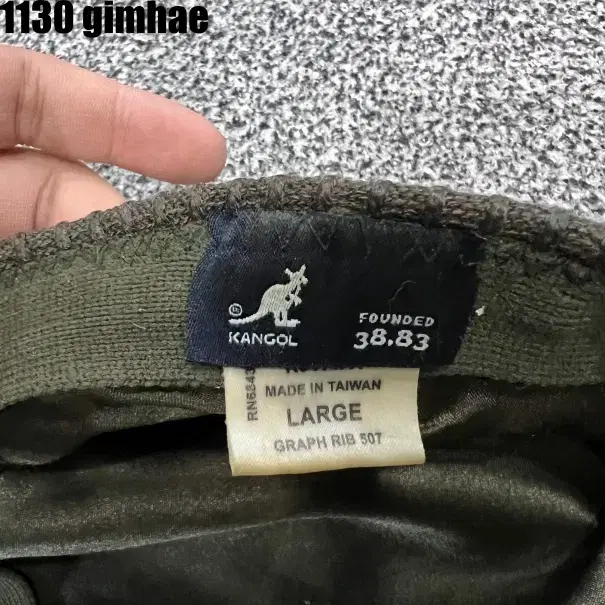 1130 gimhae
KANGOL
FOUNDED
38.83
MADE IN TAIWAN
LARGE
GRAPH RIB 507